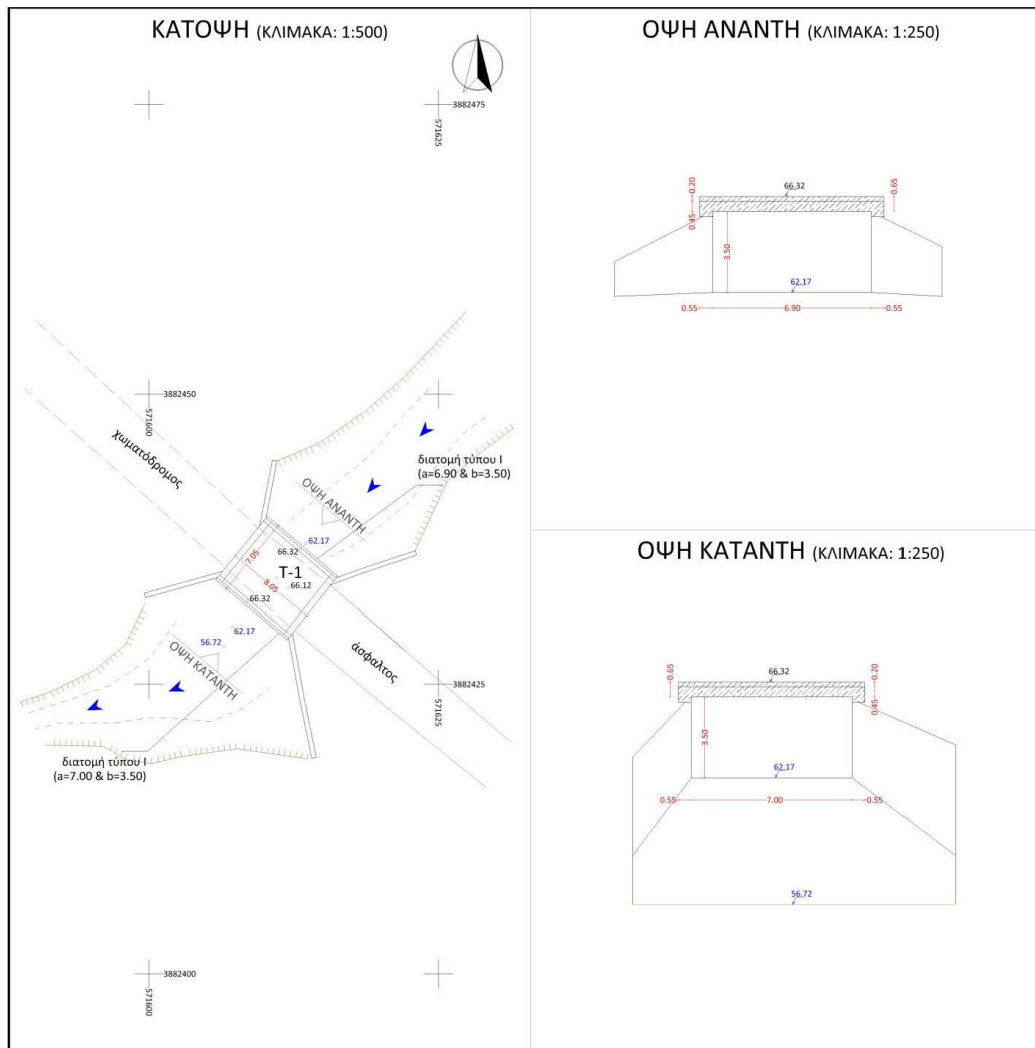 ΚΑΤΟΨΗ (ΚΛΙΜΑΚΑ: 1:500)
3882475
571625
3882450
571600
χωματόδρομος
διατομή τύπου Ι
(a=6.90 & b=3.50)
ΟΨΗ ΑΝΑΝΤΗ
62.17
66.32
7.05
Τ-1
66.12
8.05
66.32
62.17
56.72
ΟΨΗ ΚΑΤΑΝΤΗ
άσφαλτος
3882425
571625
διατομή τύπου Ι
(a=7.00 & b=3.50)
3882400
571600
ΟΨΗ ΑΝΑΝΤΗ (ΚΛΙΜΑΚΑ: 1:250)
66.32
0.20
0.65
0.45
3.50
62.17
0.55
6.90
0.55
ΟΨΗ ΚΑΤΑΝΤΗ (ΚΛΙΜΑΚΑ: 1:250)
66.32
0.65
0.20
0.45
3.50
62.17
0.55
7.00
0.55
56.72